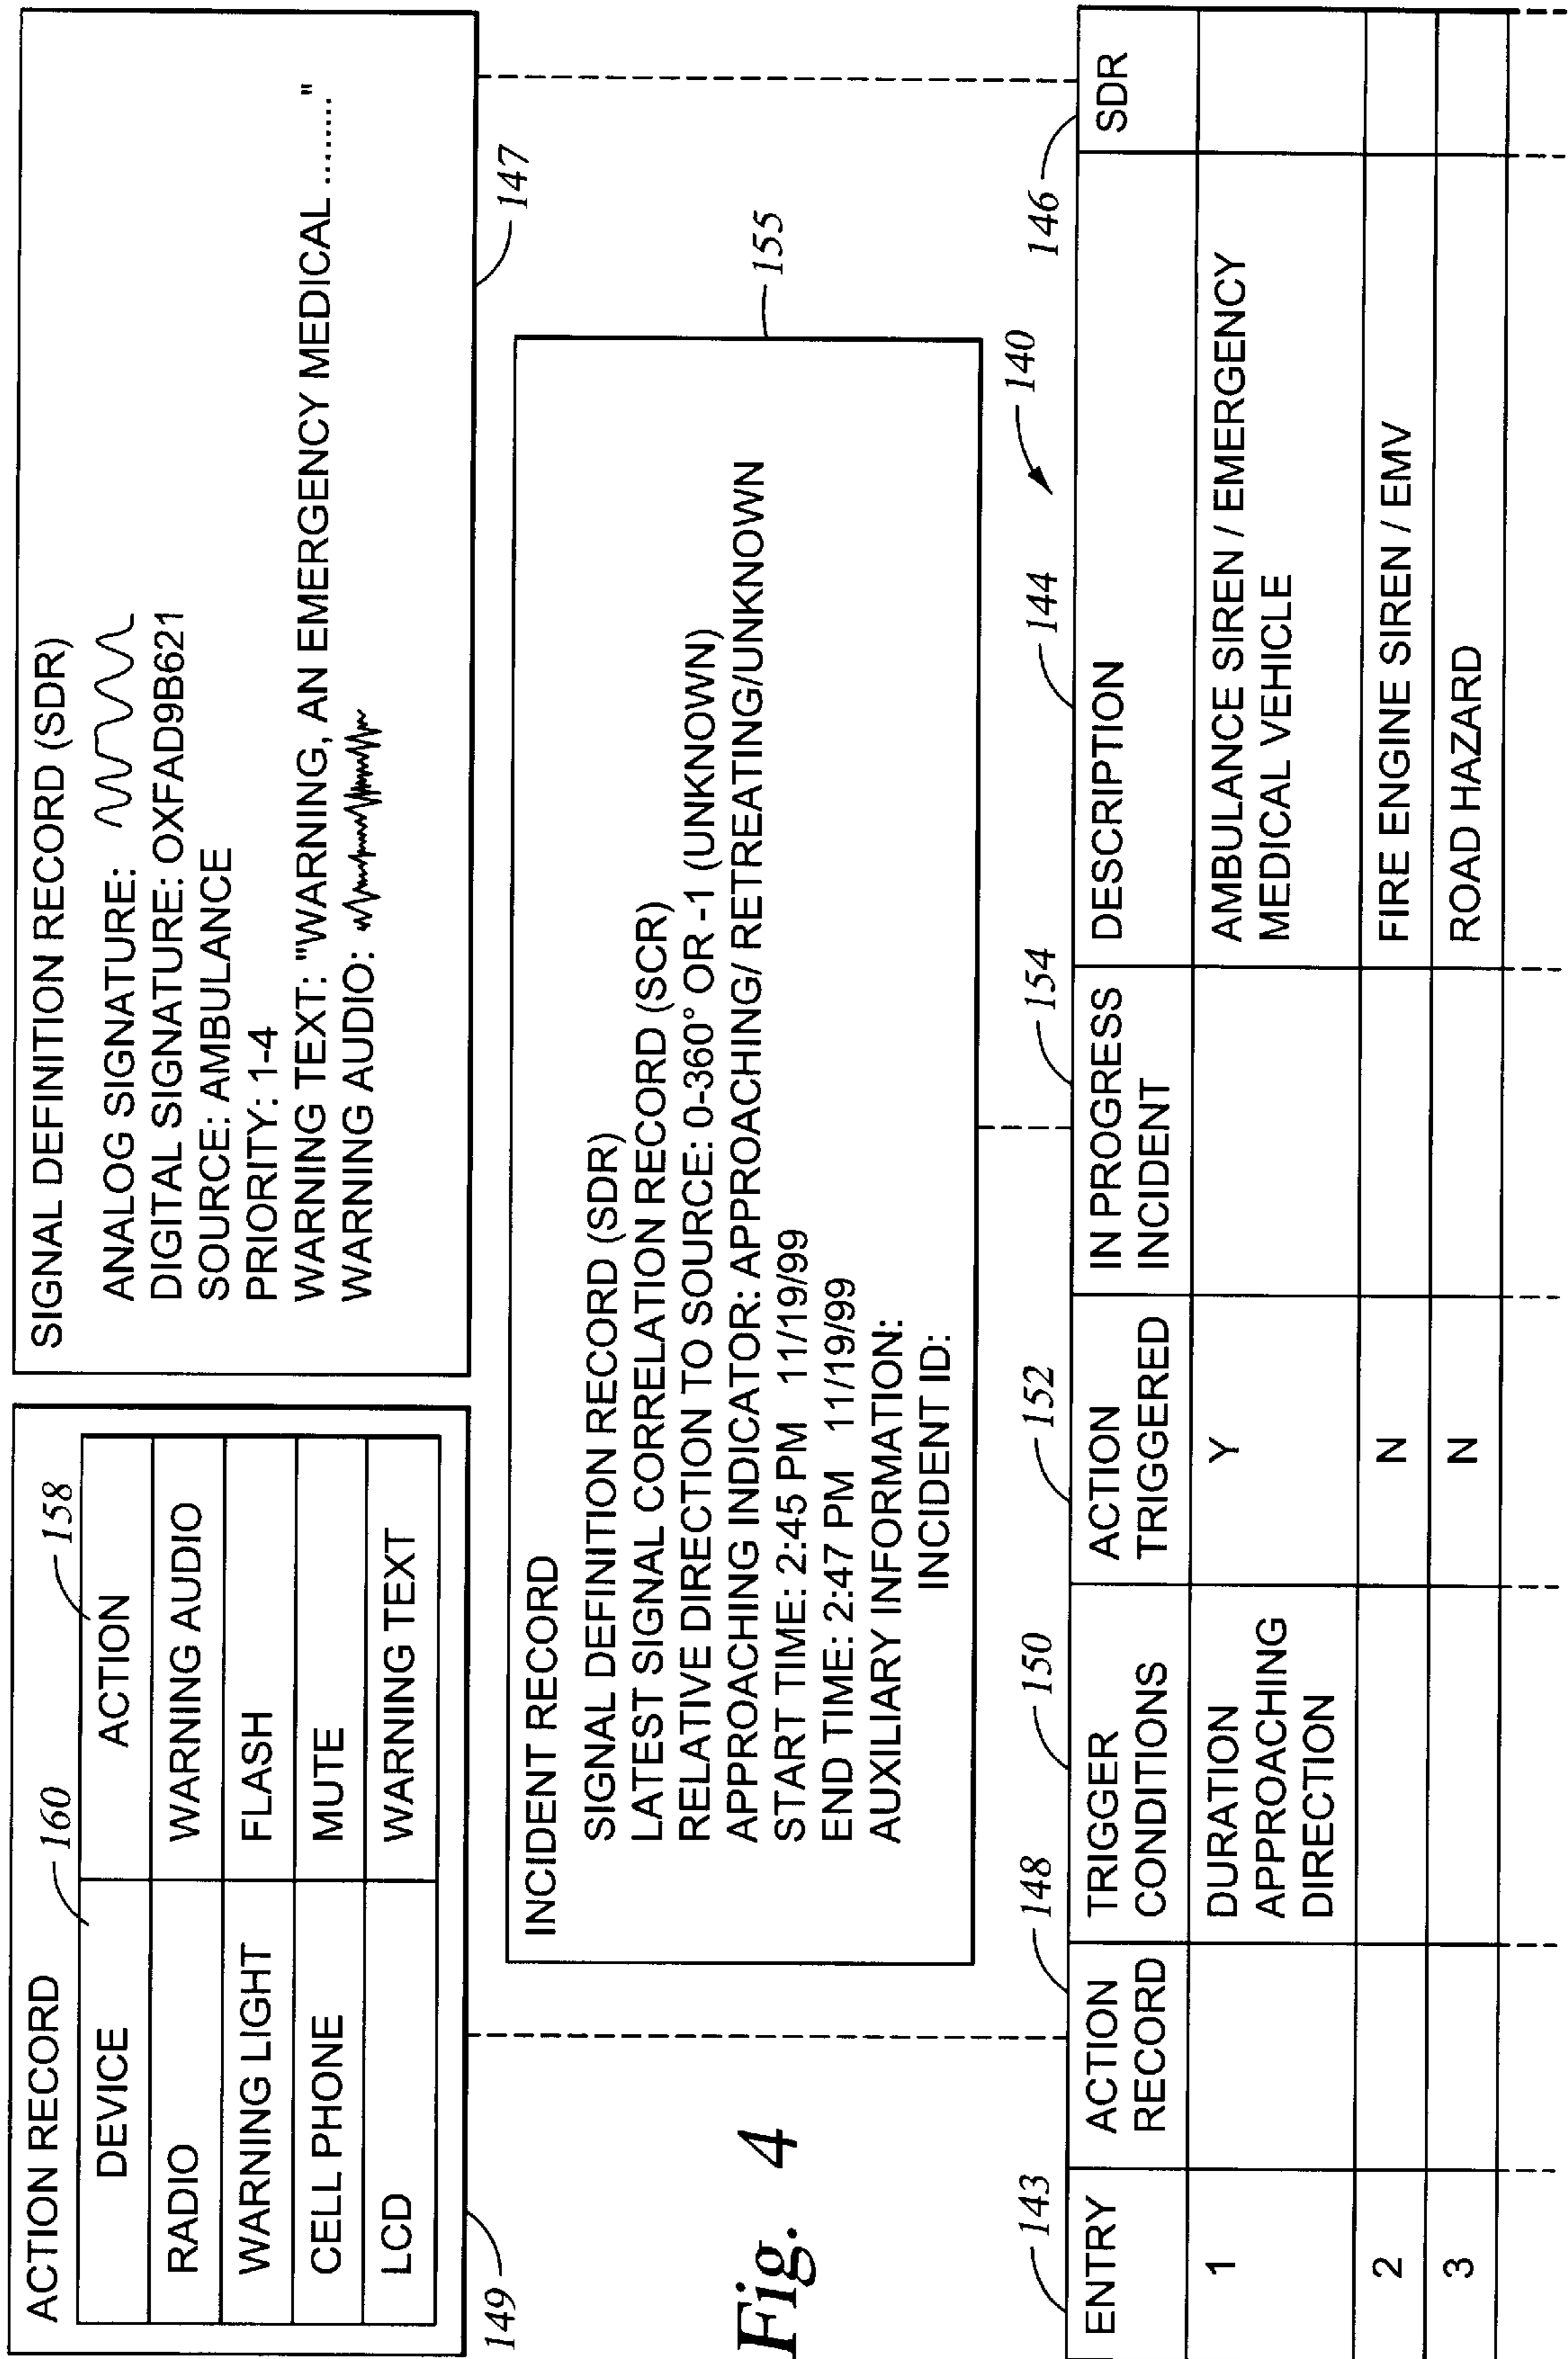 ACTION RECORD
160
158
DEVICE ACTION
RADIO WARNING AUDIO
WARNING LIGHT FLASH
CELL PHONE MUTE
LCD WARNING TEXT
149
SIGNAL DEFINITION RECORD (SDR)
ANALOG SIGNATURE:
DIGITAL SIGNATURE: OXFAD9B621
SOURCE: AMBULANCE
PRIORITY: 1-4
WARNING TEXT: "WARNING, AN EMERGENCY MEDICAL ........"
WARNING AUDIO:
147
INCIDENT RECORD
SIGNAL DEFINITION RECORD (SDR)
LATEST SIGNAL CORRELATION RECORD (SCR)
RELATIVE DIRECTION TO SOURCE: 0-360° OR -1 (UNKNOWN)
APPROACHING INDICATOR: APPROACHING/ RETREATING/UNKNOWN
START TIME: 2:45 PM 11/19/99
END TIME: 2:47 PM 11/19/99
AUXILIARY INFORMATION:
INCIDENT ID:
155
Fig. 4
143 148 150 152 154 144 140 146
ENTRY ACTION RECORD TRIGGER CONDITIONS ACTION TRIGGERED IN PROGRESS INCIDENT DESCRIPTION SDR
1 DURATION Y AMBULANCE SIREN / EMERGENCY
APPROACHING MEDICAL VEHICLE
DIRECTION
2 N FIRE ENGINE SIREN / EMV
3 N ROAD HAZARD